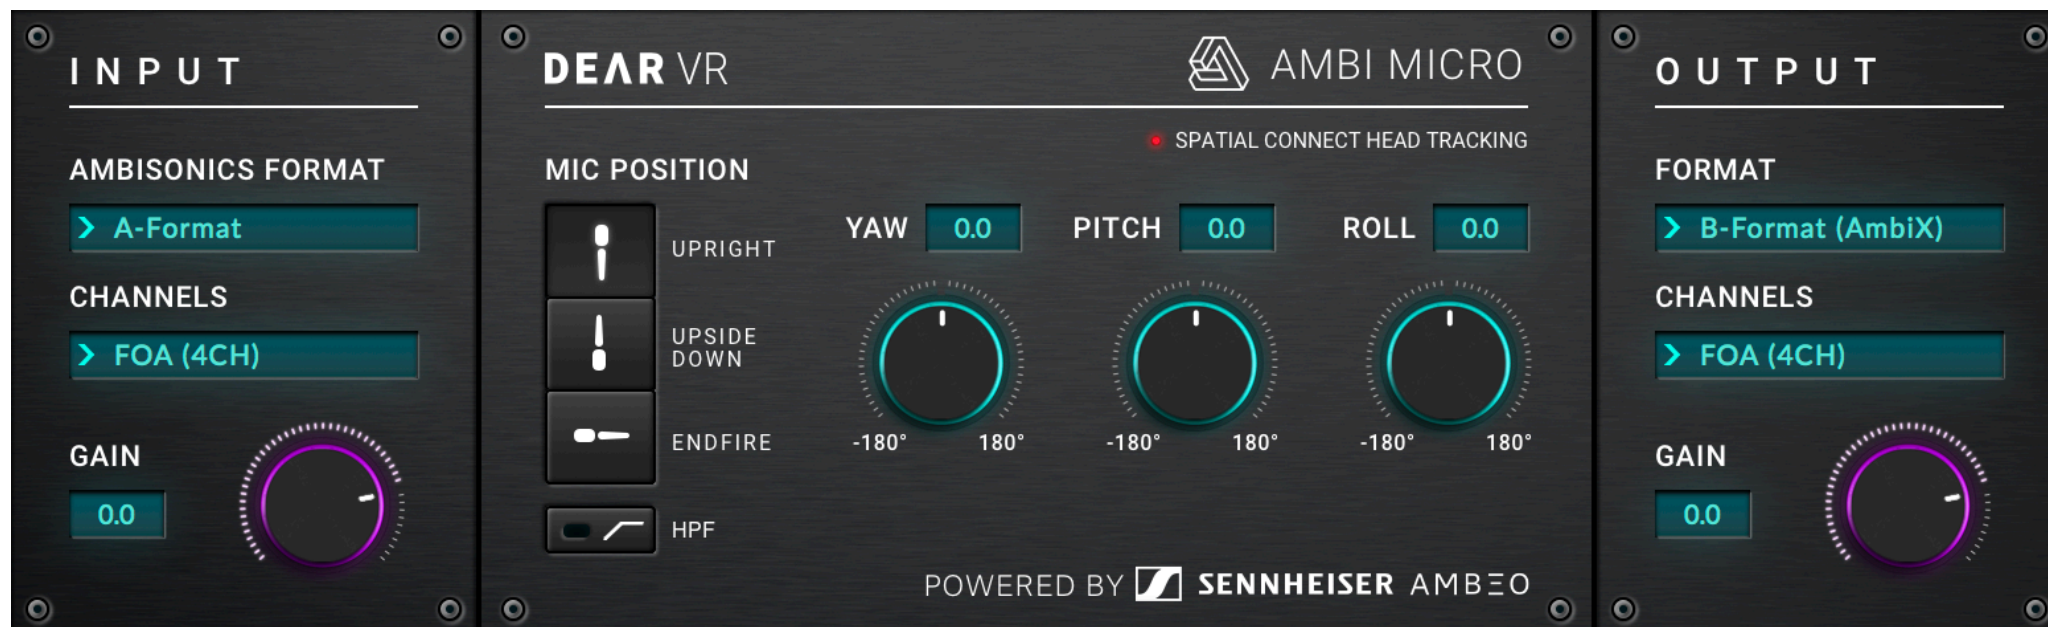 INPUT
AMBISONICS FORMAT
A-Format
CHANNELS
FOA (4CH)
GAIN
0.0
DEAR VR
AMBI MICRO
SPATIAL CONNECT HEAD TRACKING
MIC POSITION
UPRIGHT
UPSIDE
DOWN
ENDFIRE
HPF
YAW 0.0
-180° 180°
PITCH 0.0
-180° 180°
ROLL 0.0
-180° 180°
POWERED BY SENNHEISER AMBEO
OUTPUT
FORMAT
B-Format (AmbiX)
CHANNELS
FOA (4CH)
GAIN
0.0